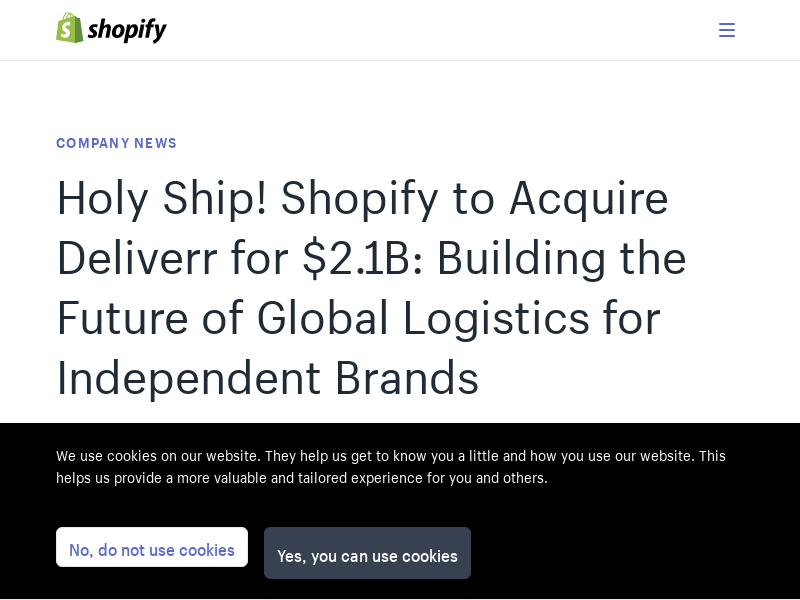 shopify
COMPANY NEWS
Holy Ship! Shopify to Acquire
Deliverr for $2.1B: Building the
Future of Global Logistics for
Independent Brands
We use cookies on our website. They help us get to know you a little and how you use our website. This
helps us provide a more valuable and tailored experience for you and others.
No, do not use cookies
Yes, you can use cookies